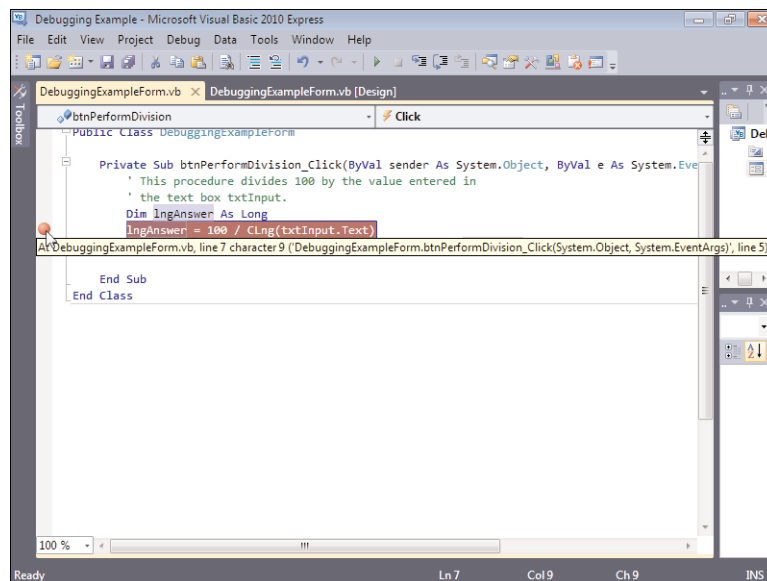 Debugging Example - Microsoft Visual Basic 2010 Express
File Edit View Project Debug Data Tools Window Help
DebuggingExampleForm.vb DebuggingExampleForm.vb [Design]
Toolbox
btnPerformDivision Click
Public Class DebuggingExampleForm
Private Sub btnPerformDivision_Click(ByVal sender As System.Object, ByVal e As System.Eve
' This procedure divides 100 by the value entered in
' the text box txtInput.
Dim lngAnswer As Long
lngAnswer = 100 / CLng(txtInput.Text)
At DebuggingExampleForm.vb, line 7 character 9 ('DebuggingExampleForm.btnPerformDivision_Click(System.Object, System.EventArgs)', line 5)
End Sub
End Class
De
100 %
Ready Ln 7 Col 9 Ch 9 INS